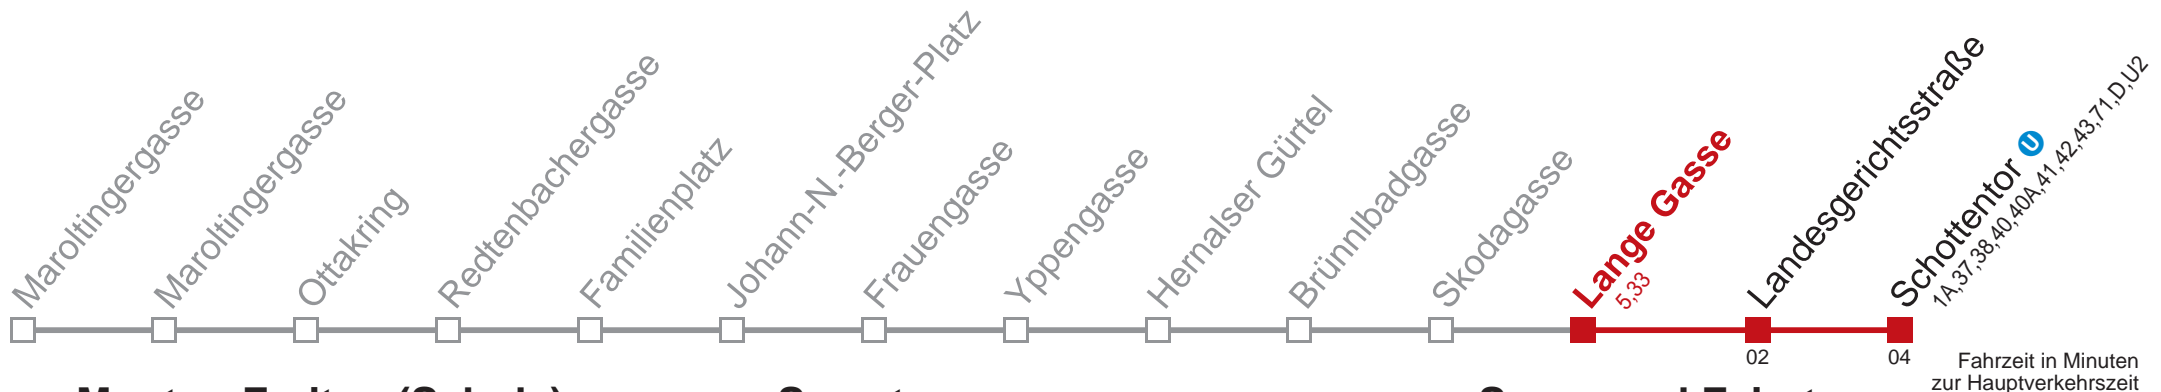 Maroltingergasse
Maroltingergasse
Ottakring
Redtenbachergasse
Familienplatz
Johann-N.-Berger-Platz
Frauengasse
Yppengasse
Hernalser Gürtel
Brünnlbadgasse
Skodagasse
Lange Gasse
5,33
Landesgerichtsstraße
Schottentor U
1A,37,38,40,40A,41,42,43,71,D,U2
02
04
Fahrzeit in Minuten
zur Hauptverkehrszeit